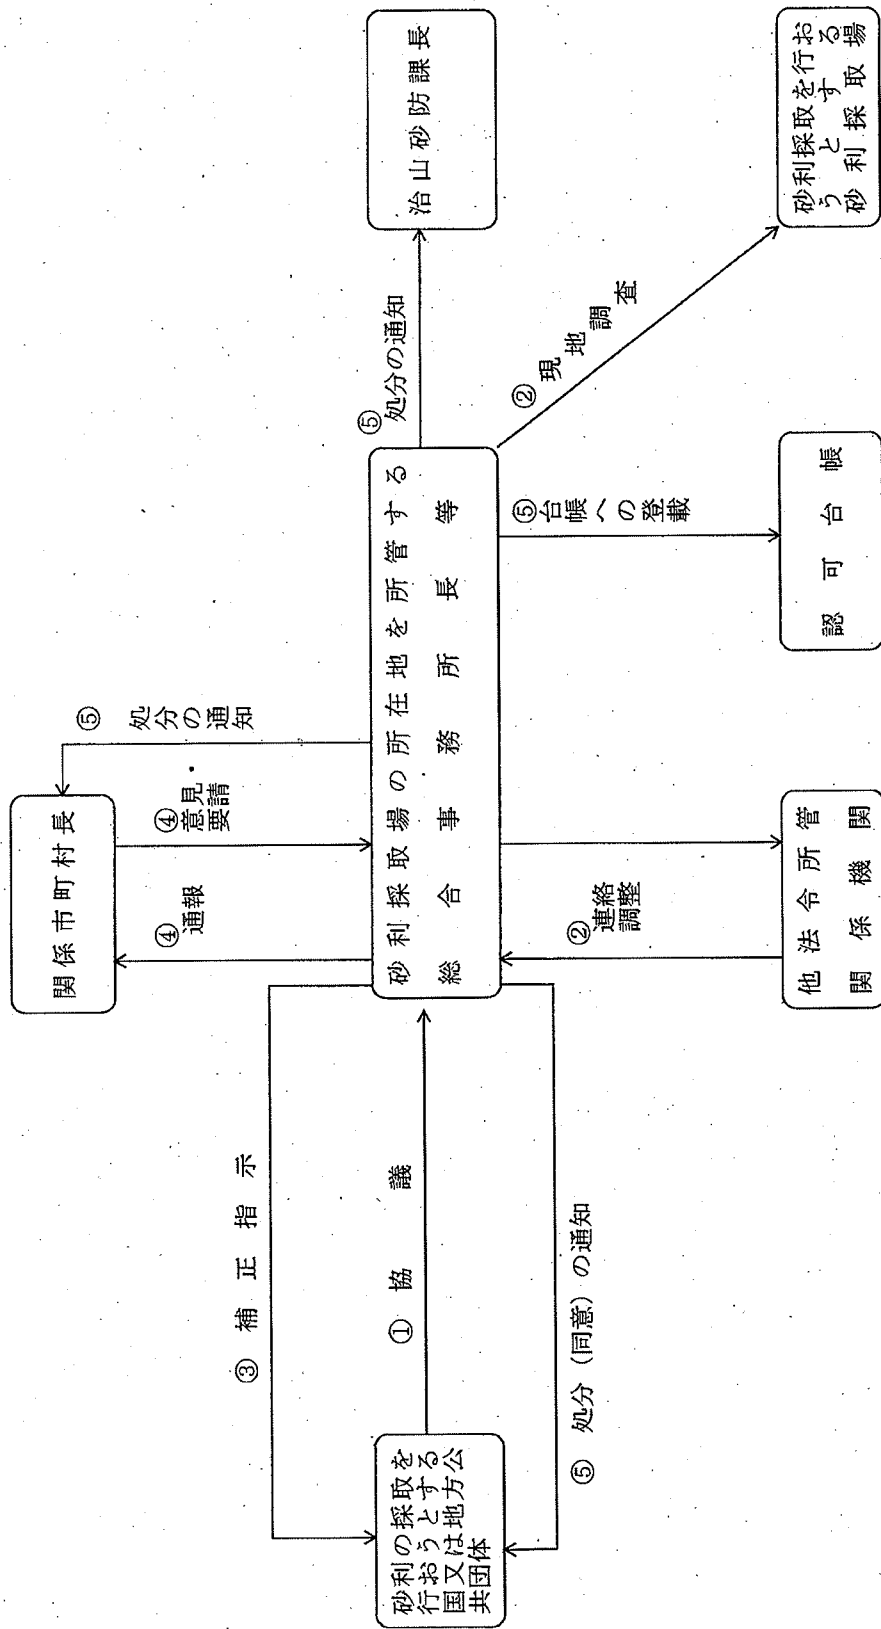 関係市町村長
⑤
処分の
通知
④意見
要請
④通報
③補正指示
砂利の採取を
行おうとする
国又は地方公
共団体
①協議
砂利採取場の所在地を所管する
総合事務所長等
⑤処分の通知
治山砂防課長
⑤処分(同意)の通知
②連絡
調整
⑤台帳への登載
②現地調査
他法令所管
関係機関
認可台帳
砂利採取を行お
うとする
砂利採取場